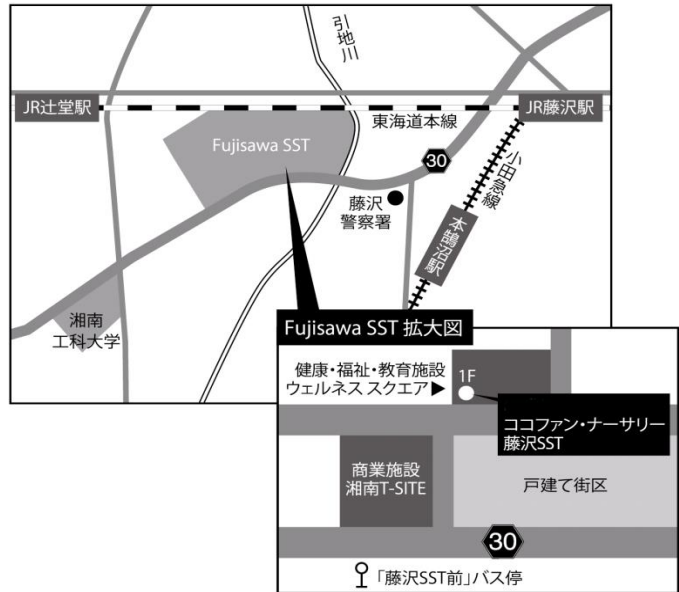 引地川
JR辻堂駅
JR藤沢駅
東海道本線
Fujisawa SST
30
小田急線
藤沢
警察署
本鵠沼駅
湘南
工科大学
Fujisawa SST 拡大図
健康・福祉・教育施設
ウェルネス スクエア▶
1F
ココファン・ナーサリー
藤沢SST
商業施設
湘南T-SITE
戸建て街区
30
「藤沢SST前」バス停